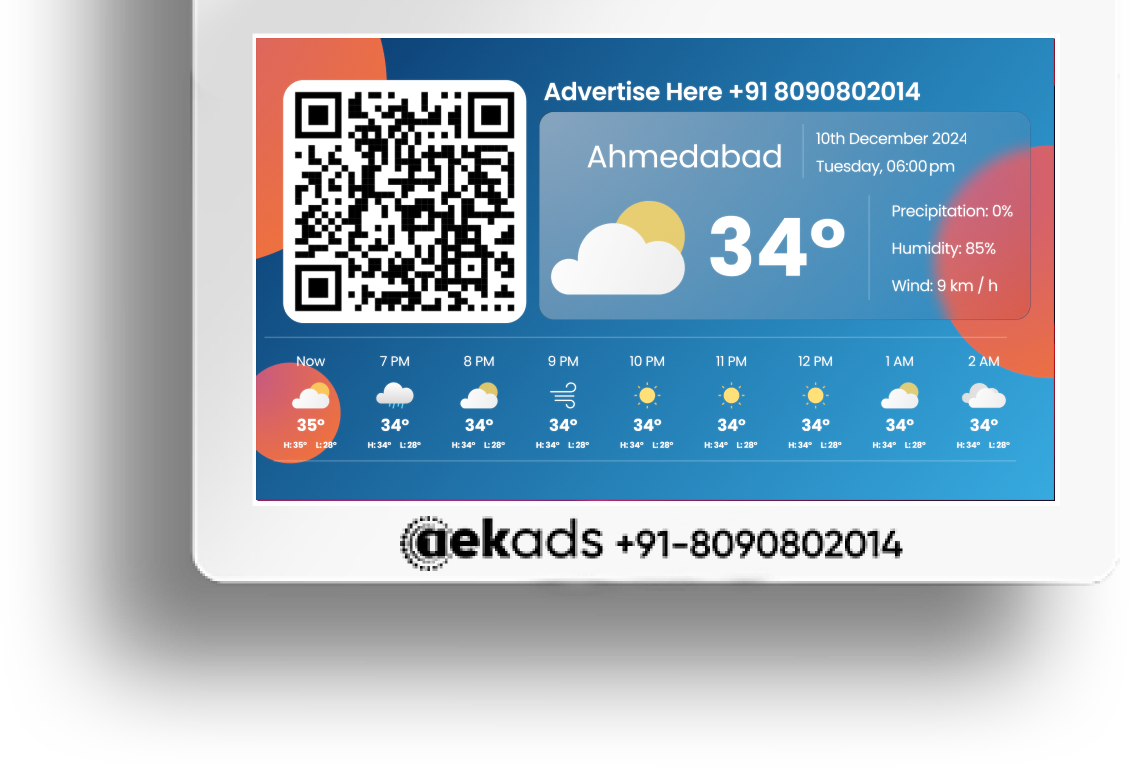 Advertise Here +91 8090802014
Ahmedabad
10th December 2024
Tuesday, 06:00 pm
34°
Precipitation: 0%
Humidity: 85%
Wind: 9 km / h
Now 7 PM 8 PM 9 PM 10 PM 11 PM 12 PM 1 AM 2 AM
35° 34° 34° 34° 34° 34° 34° 34° 34°
H: 35° L: 28° H: 34° L: 28° H: 34° L: 28° H: 34° L: 28° H: 34° L: 28° H: 34° L: 28° H: 34° L: 28° H: 34° L: 28° H: 34° L: 28°
aekads +91-8090802014